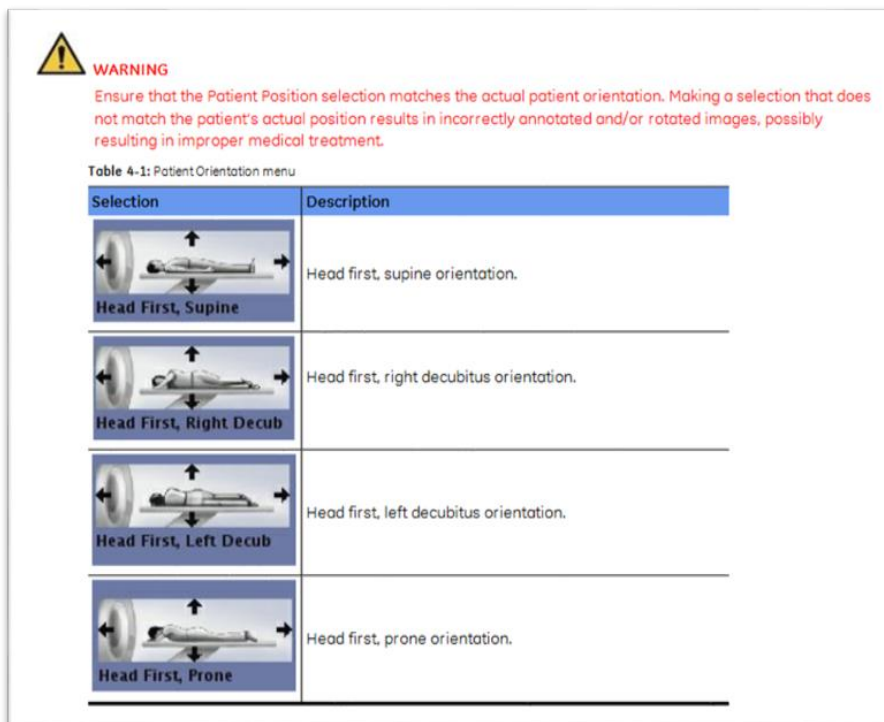 WARNING
Ensure that the Patient Position selection matches the actual patient orientation. Making a selection that does
not match the patient's actual position results in incorrectly annotated and/or rotated images, possibly
resulting in improper medical treatment.
Table 4-1: Patient Orientation menu
Selection Description
Head First, Supine
Head first, supine orientation.
Head First, Right Decub
Head first, right decubitus orientation.
Head First, Left Decub
Head first, left decubitus orientation.
Head First, Prone
Head first, prone orientation.